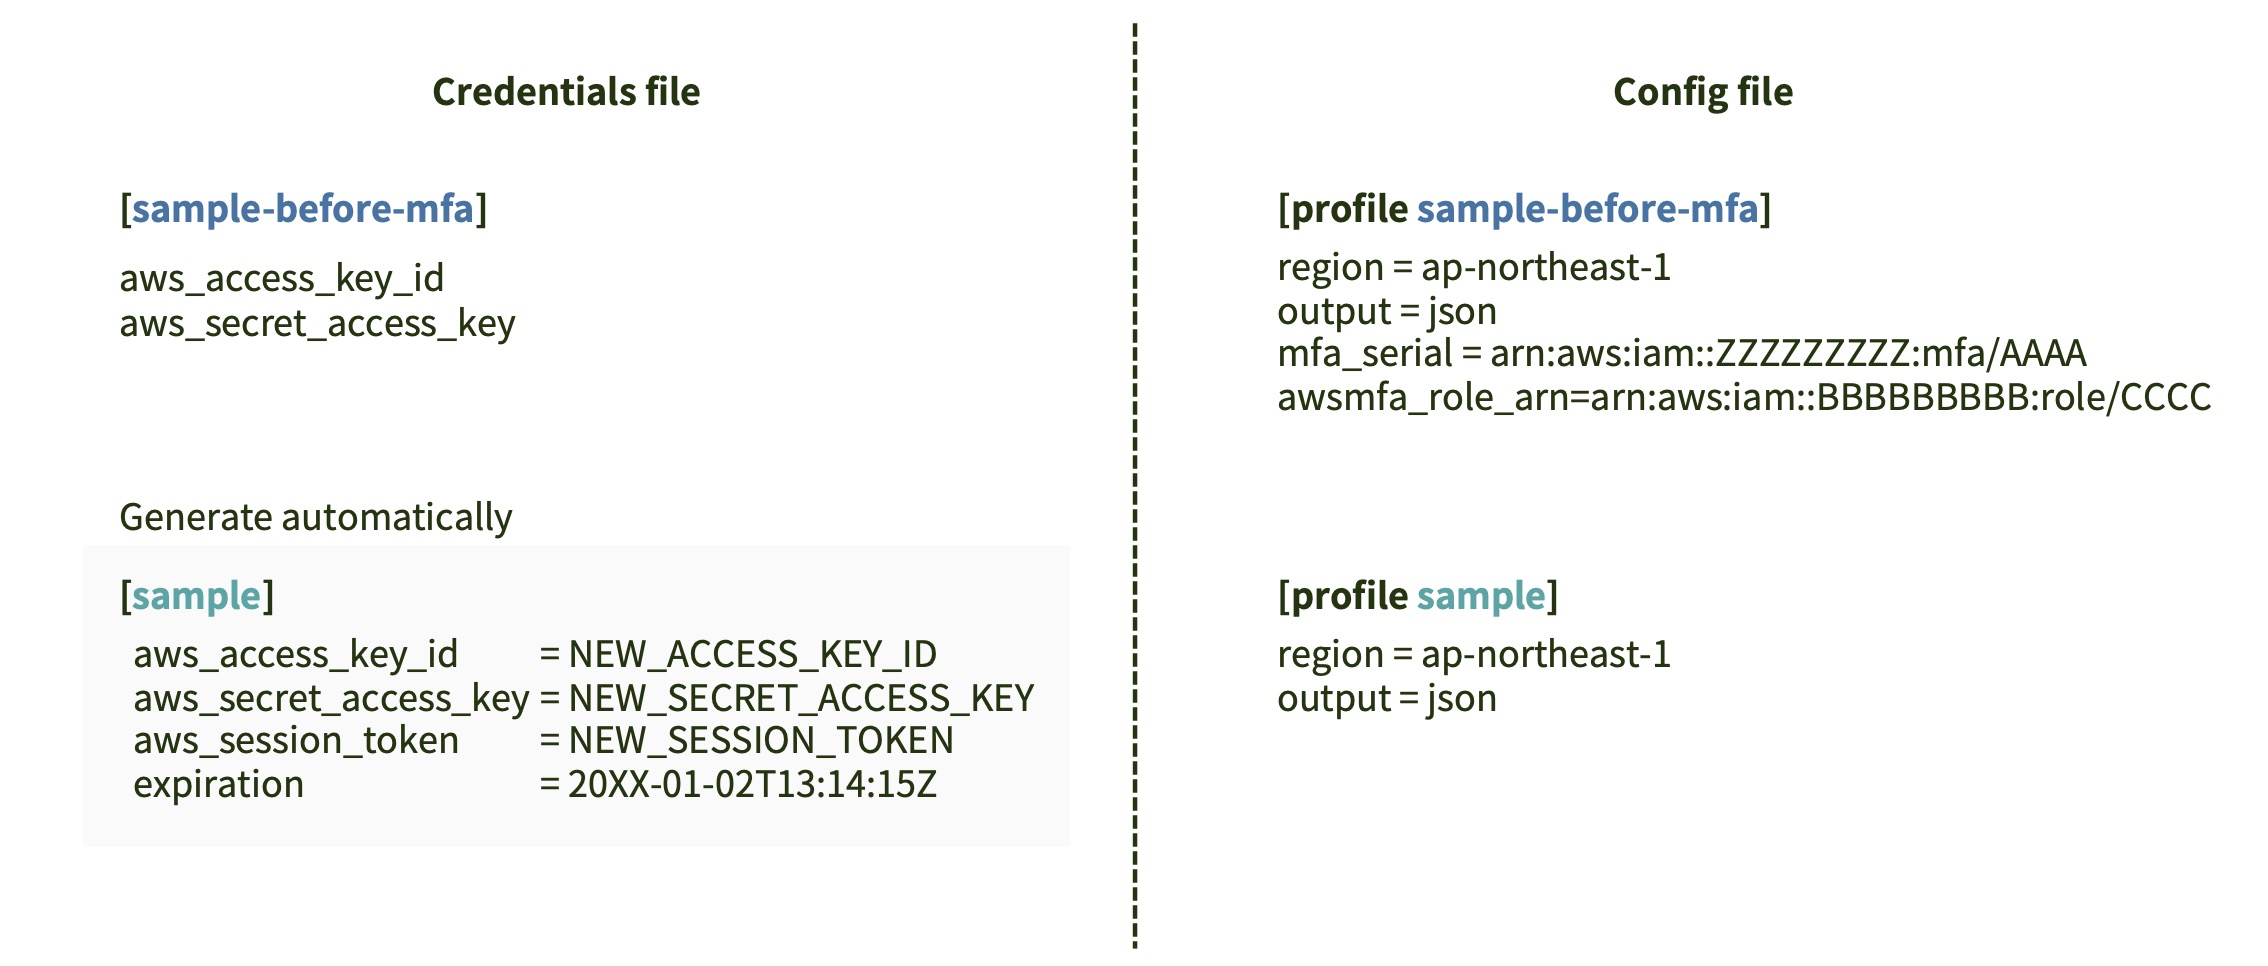 Credentials file
[sample-before-mfa]
aws_access_key_id
aws_secret_access_key
Generate automatically
[sample]
aws_access_key_id = NEW_ACCESS_KEY_ID
aws_secret_access_key = NEW_SECRET_ACCESS_KEY
aws_session_token = NEW_SESSION_TOKEN
expiration = 20XX-01-02T13:14:15Z
Config file
[profile sample-before-mfa]
region = ap-northeast-1
output = json
mfa_serial = arn:aws:iam::ZZZZZZZZZ:mfa/AAAA
awsmfa_role_arn=arn:aws:iam::BBBBBBBBB:role/CCCC
[profile sample]
region = ap-northeast-1
output = json